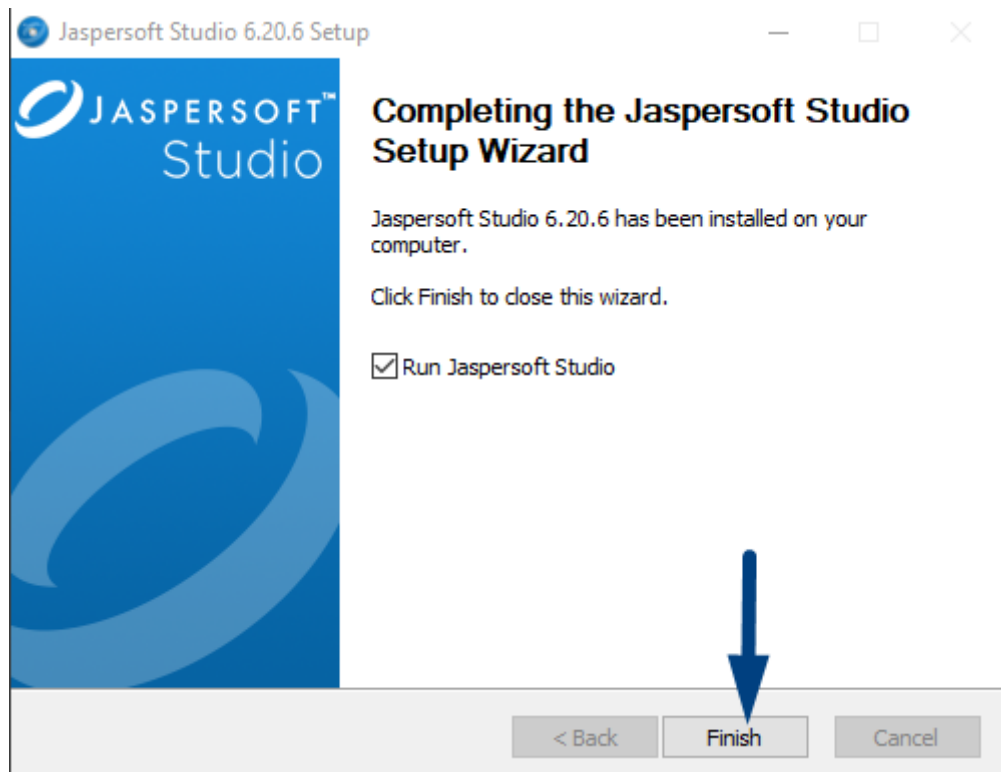 Jaspersoft Studio 6.20.6 Setup
JASPERSOFT™
Studio
Completing the Jaspersoft Studio
Setup Wizard
Jaspersoft Studio 6.20.6 has been installed on your
computer.
Click Finish to close this wizard.
Run Jaspersoft Studio
< Back
Finish
Cancel